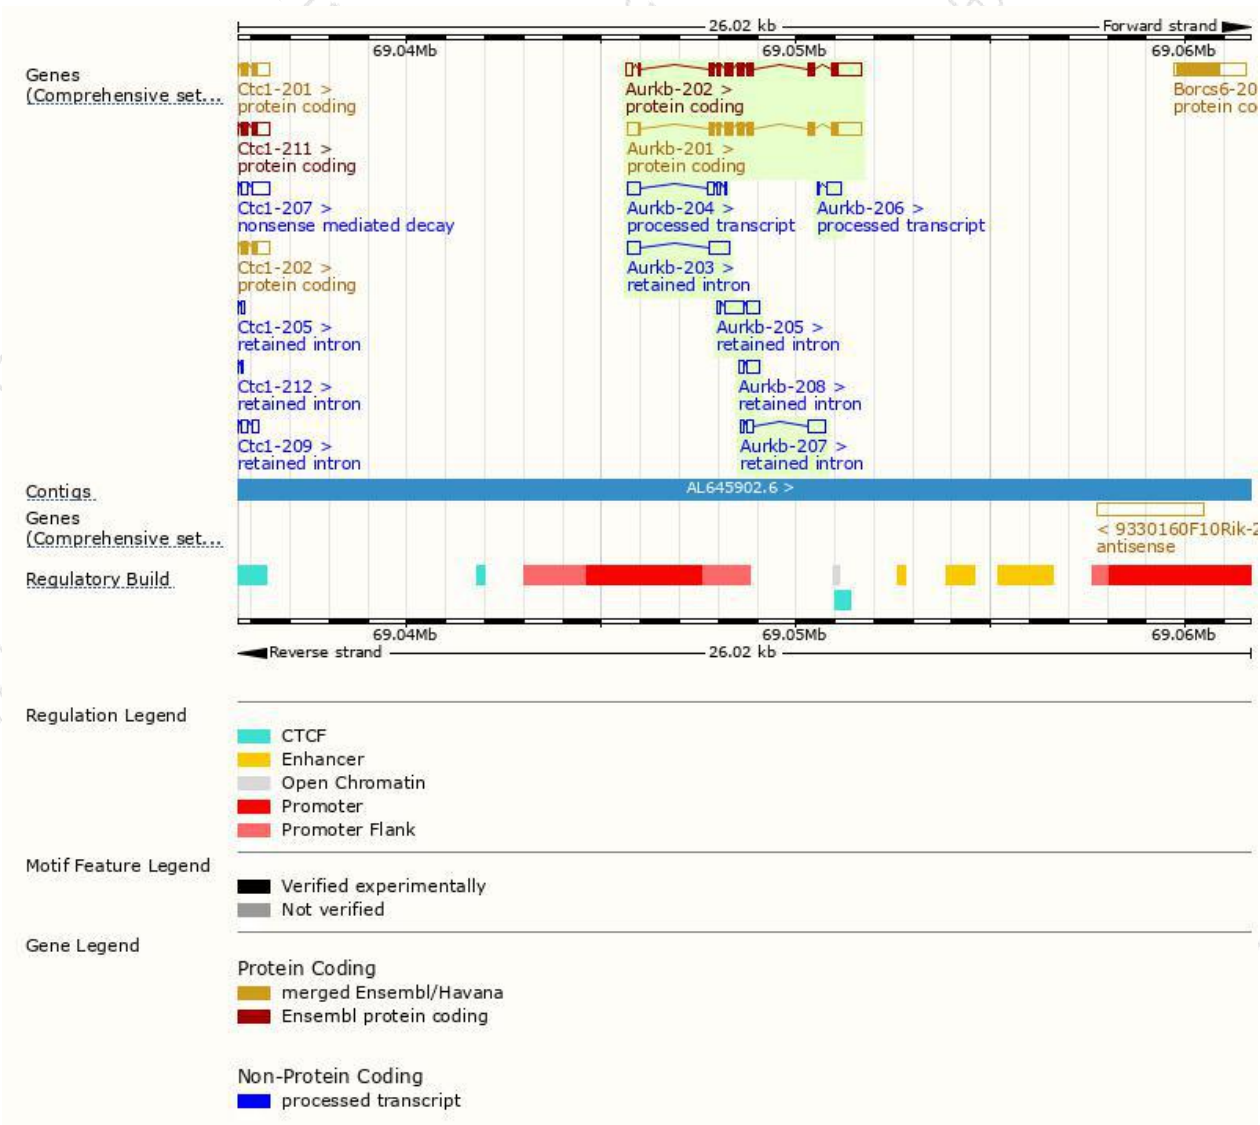 26.02 kb
Forward strand
69.04Mb 69.05Mb 69.06Mb
Genes
(Comprehensive set...
Ctc1-201 > Aurkb-202 > Borcs6-20
protein coding protein coding protein co
Ctc1-211 > Aurkb-201 >
protein coding protein coding
Ctc1-207 > Aurkb-204 > Aurkb-206 >
nonsense mediated decay processed transcript processed transcript
Ctc1-202 > Aurkb-203 >
protein coding retained intron
Ctc1-205 > Aurkb-205 >
retained intron retained intron
Ctc1-212 > Aurkb-208 >
retained intron retained intron
Ctc1-209 > Aurkb-207 >
retained intron retained intron
Contigs AL645902.6 >
Genes
(Comprehensive set...
< 9330160F10Rik-2
antisense
Regulatory Build
69.04Mb 69.05Mb 69.06Mb
Reverse strand 26.02 kb
Regulation Legend
CTCF
Enhancer
Open Chromatin
Promoter
Promoter Flank
Motif Feature Legend
Verified experimentally
Not verified
Gene Legend
Protein Coding
merged Ensembl/Havana
Ensembl protein coding
Non-Protein Coding
processed transcript